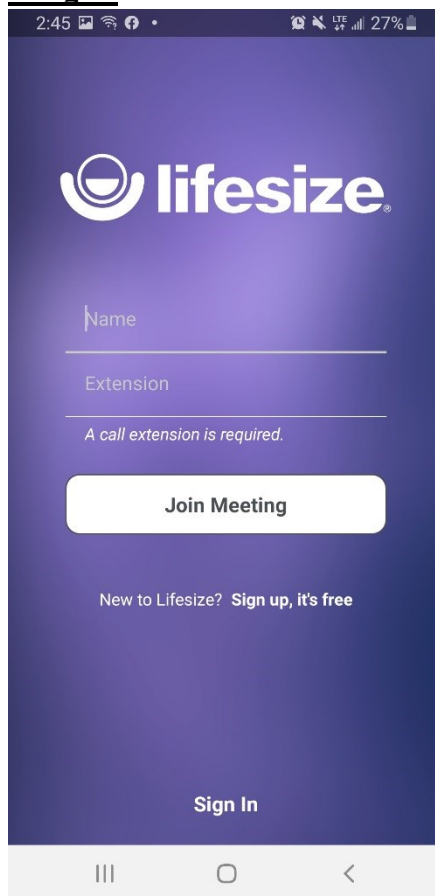 2:45 LTE 27%
lifesize®
Name
Extension
A call extension is required.
Join Meeting
New to Lifesize? Sign up, it's free
Sign In